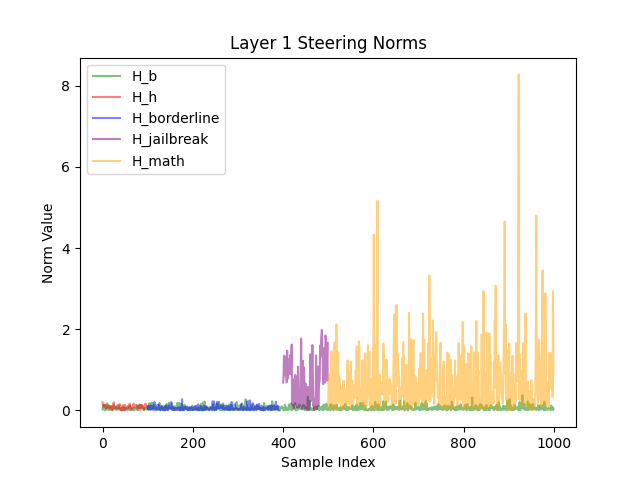 Layer 1 Steering Norms
H_b
H_h
H_borderline
H_jailbreak
H_math
Norm Value
8
6
4
2
0
0 200 400 600 800 1000
Sample Index